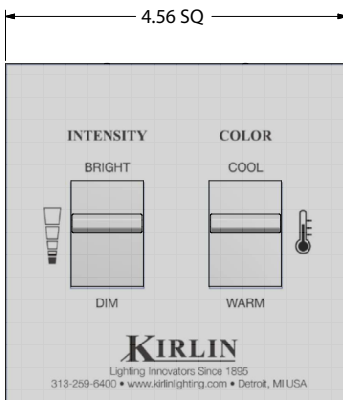 4.56 SQ
INTENSITY COLOR
BRIGHT COOL
DIM WARM
KIRLIN
Lighting Innovators Since 1895
313-259-6400 • www.kirlinlighting.com • Detroit, MI USA